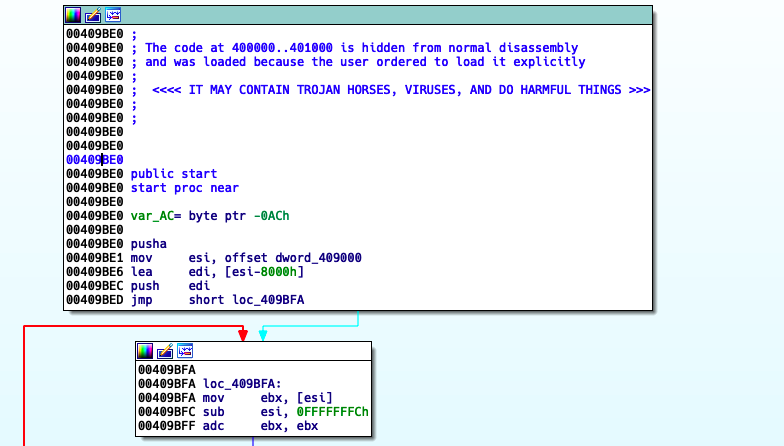 00409BE0 ;
00409BE0 ; The code at 400000..401000 is hidden from normal disassembly
00409BE0 ; and was loaded because the user ordered to load it explicitly
00409BE0 ;
00409BE0 ;  <<<< IT MAY CONTAIN TROJAN HORSES, VIRUSES, AND DO HARMFUL THINGS >>>
00409BE0 ;
00409BE0 ;
00409BE0
00409BE0
00409BE0
00409BE0 public start
00409BE0 start proc near
00409BE0
00409BE0 var_AC= byte ptr -0ACh
00409BE0
00409BE0 pusha
00409BE1 mov     esi, offset dword_409000
00409BE6 lea     edi, [esi-8000h]
00409BEC push    edi
00409BED jmp     short loc_409BFA
00409BFA
00409BFA loc_409BFA:
00409BFA mov     ebx, [esi]
00409BFC sub     esi, 0FFFFFFFCh
00409BFF adc     ebx, ebx